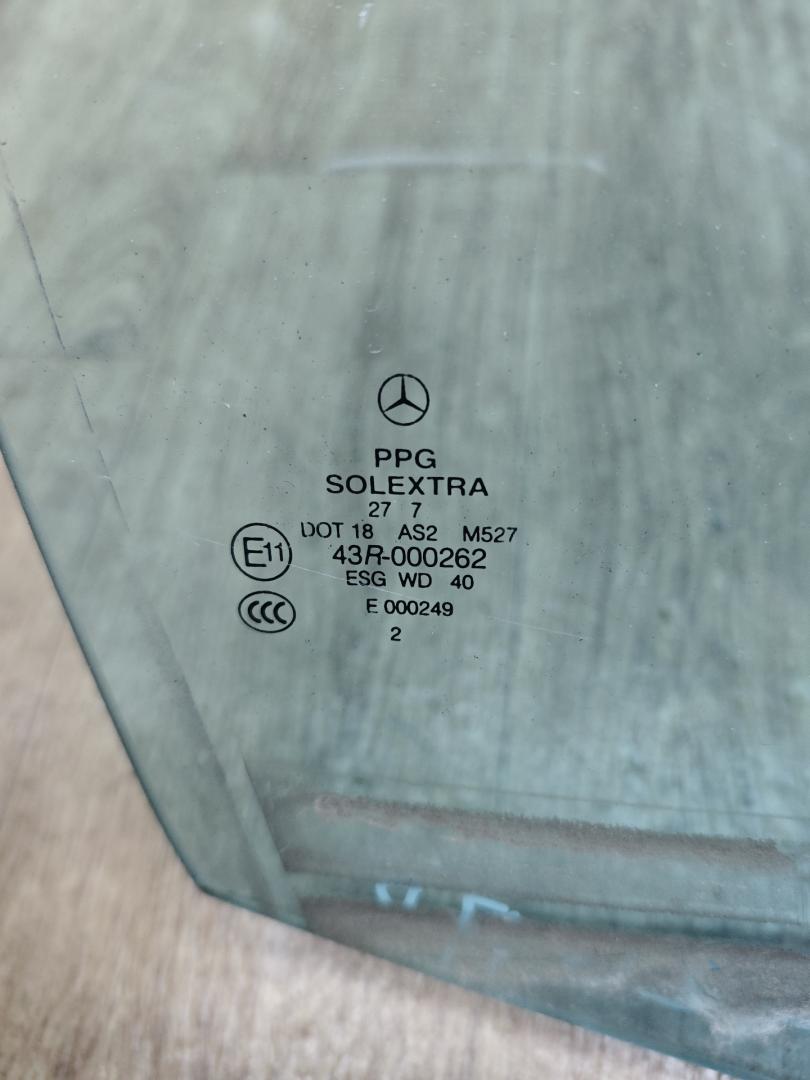 PPG
SOLEXTRA
27 7
DOT 18 AS2 M527
E11 43R-000262
ESG WD 40
CCC E 000249
2